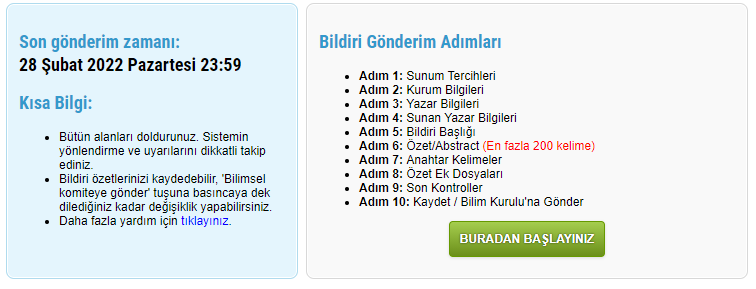 Son gönderim zamanı:
28 Şubat 2022 Pazartesi 23:59
Kısa Bilgi:
Bütün alanları doldurunuz. Sistemin
yönlendirme ve uyarılarını dikkatli takip
ediniz.
Bildiri özetlerinizi kaydedebilir, 'Bilimsel
komiteye gönder' tuşuna basıncaya dek
dilediğiniz kadar değişiklik yapabilirsiniz.
Daha fazla yardım için tıklayınız.
Bildiri Gönderim Adımları
Adım 1: Sunum Tercihleri
Adım 2: Kurum Bilgileri
Adım 3: Yazar Bilgileri
Adım 4: Sunan Yazar Bilgileri
Adım 5: Bildiri Başlığı
Adım 6: Özet/Abstract (En fazla 200 kelime)
Adım 7: Anahtar Kelimeler
Adım 8: Özet Ek Dosyaları
Adım 9: Son Kontroller
Adım 10: Kaydet / Bilim Kurulu'na Gönder
BURADAN BAŞLAYINIZ